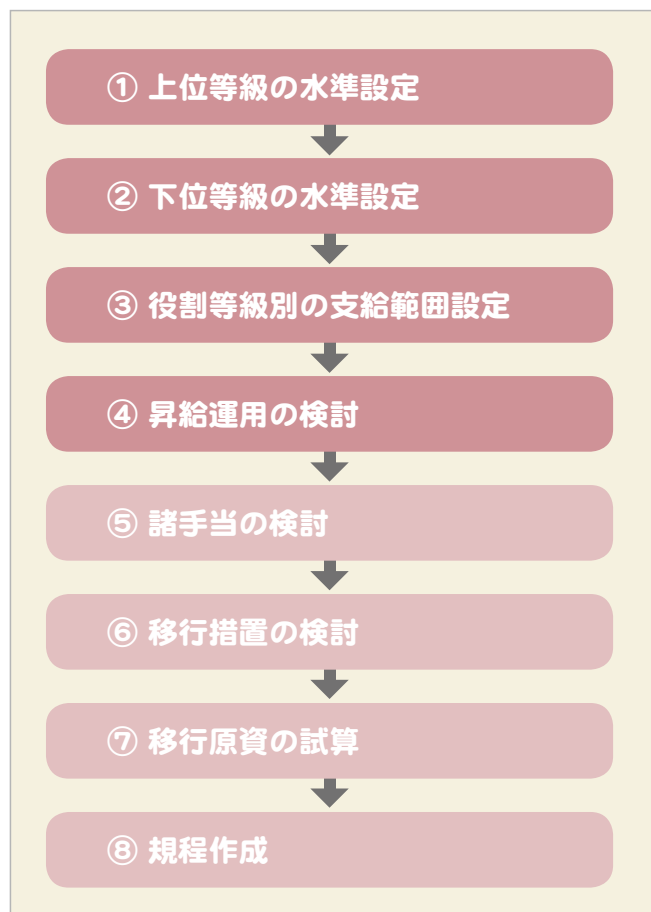 ① 上位等級の水準設定
② 下位等級の水準設定
③ 役割等級別の支給範囲設定
④ 昇給運用の検討
⑤ 諸手当の検討
⑥ 移行措置の検討
⑦ 移行原資の試算
⑧ 規程作成